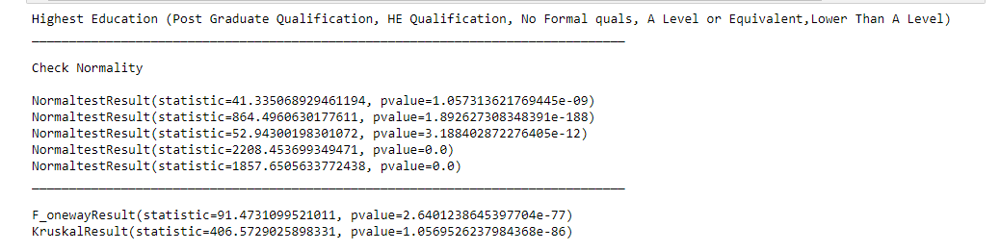 Highest Education (Post Graduate Qualification, HE Qualification, No Formal quals, A Level or Equivalent,Lower Than A Level)
Check Normality
NormaltestResult(statistic=41.335068929461194, pvalue=1.057313621769445e-09)
NormaltestResult(statistic=864.4960630177611, pvalue=1.892627308348391e-188)
NormaltestResult(statistic=52.94300198301072, pvalue=3.188402872276405e-12)
NormaltestResult(statistic=2208.453699349471, pvalue=0.0)
NormaltestResult(statistic=1857.6505633772438, pvalue=0.0)
F_onewayResult(statistic=91.4731099521011, pvalue=2.6401238645397704e-77)
KruskalResult(statistic=406.5729025898331, pvalue=1.0569526237984368e-86)